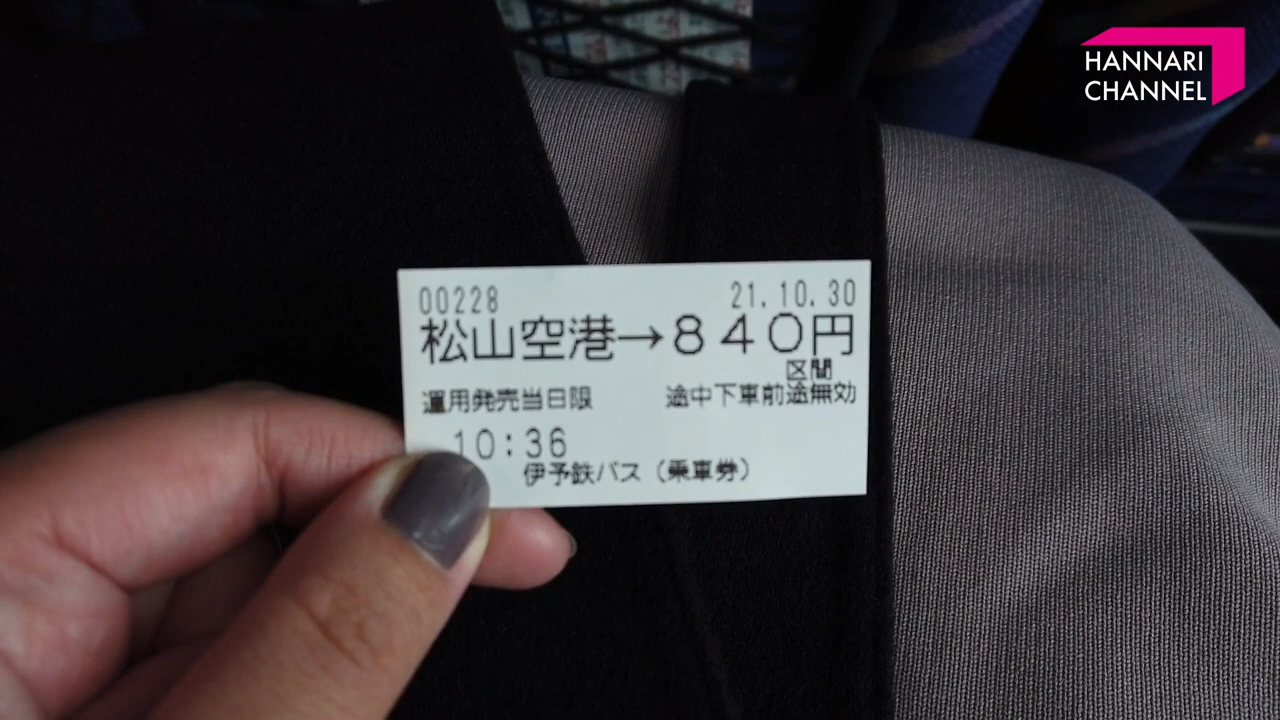 HANNARI
CHANNEL
00228 21.10.30
松山空港→840円
区間
運用発売当日限 途中下車前途無効
10:36
伊予鉄バス(乗車券)